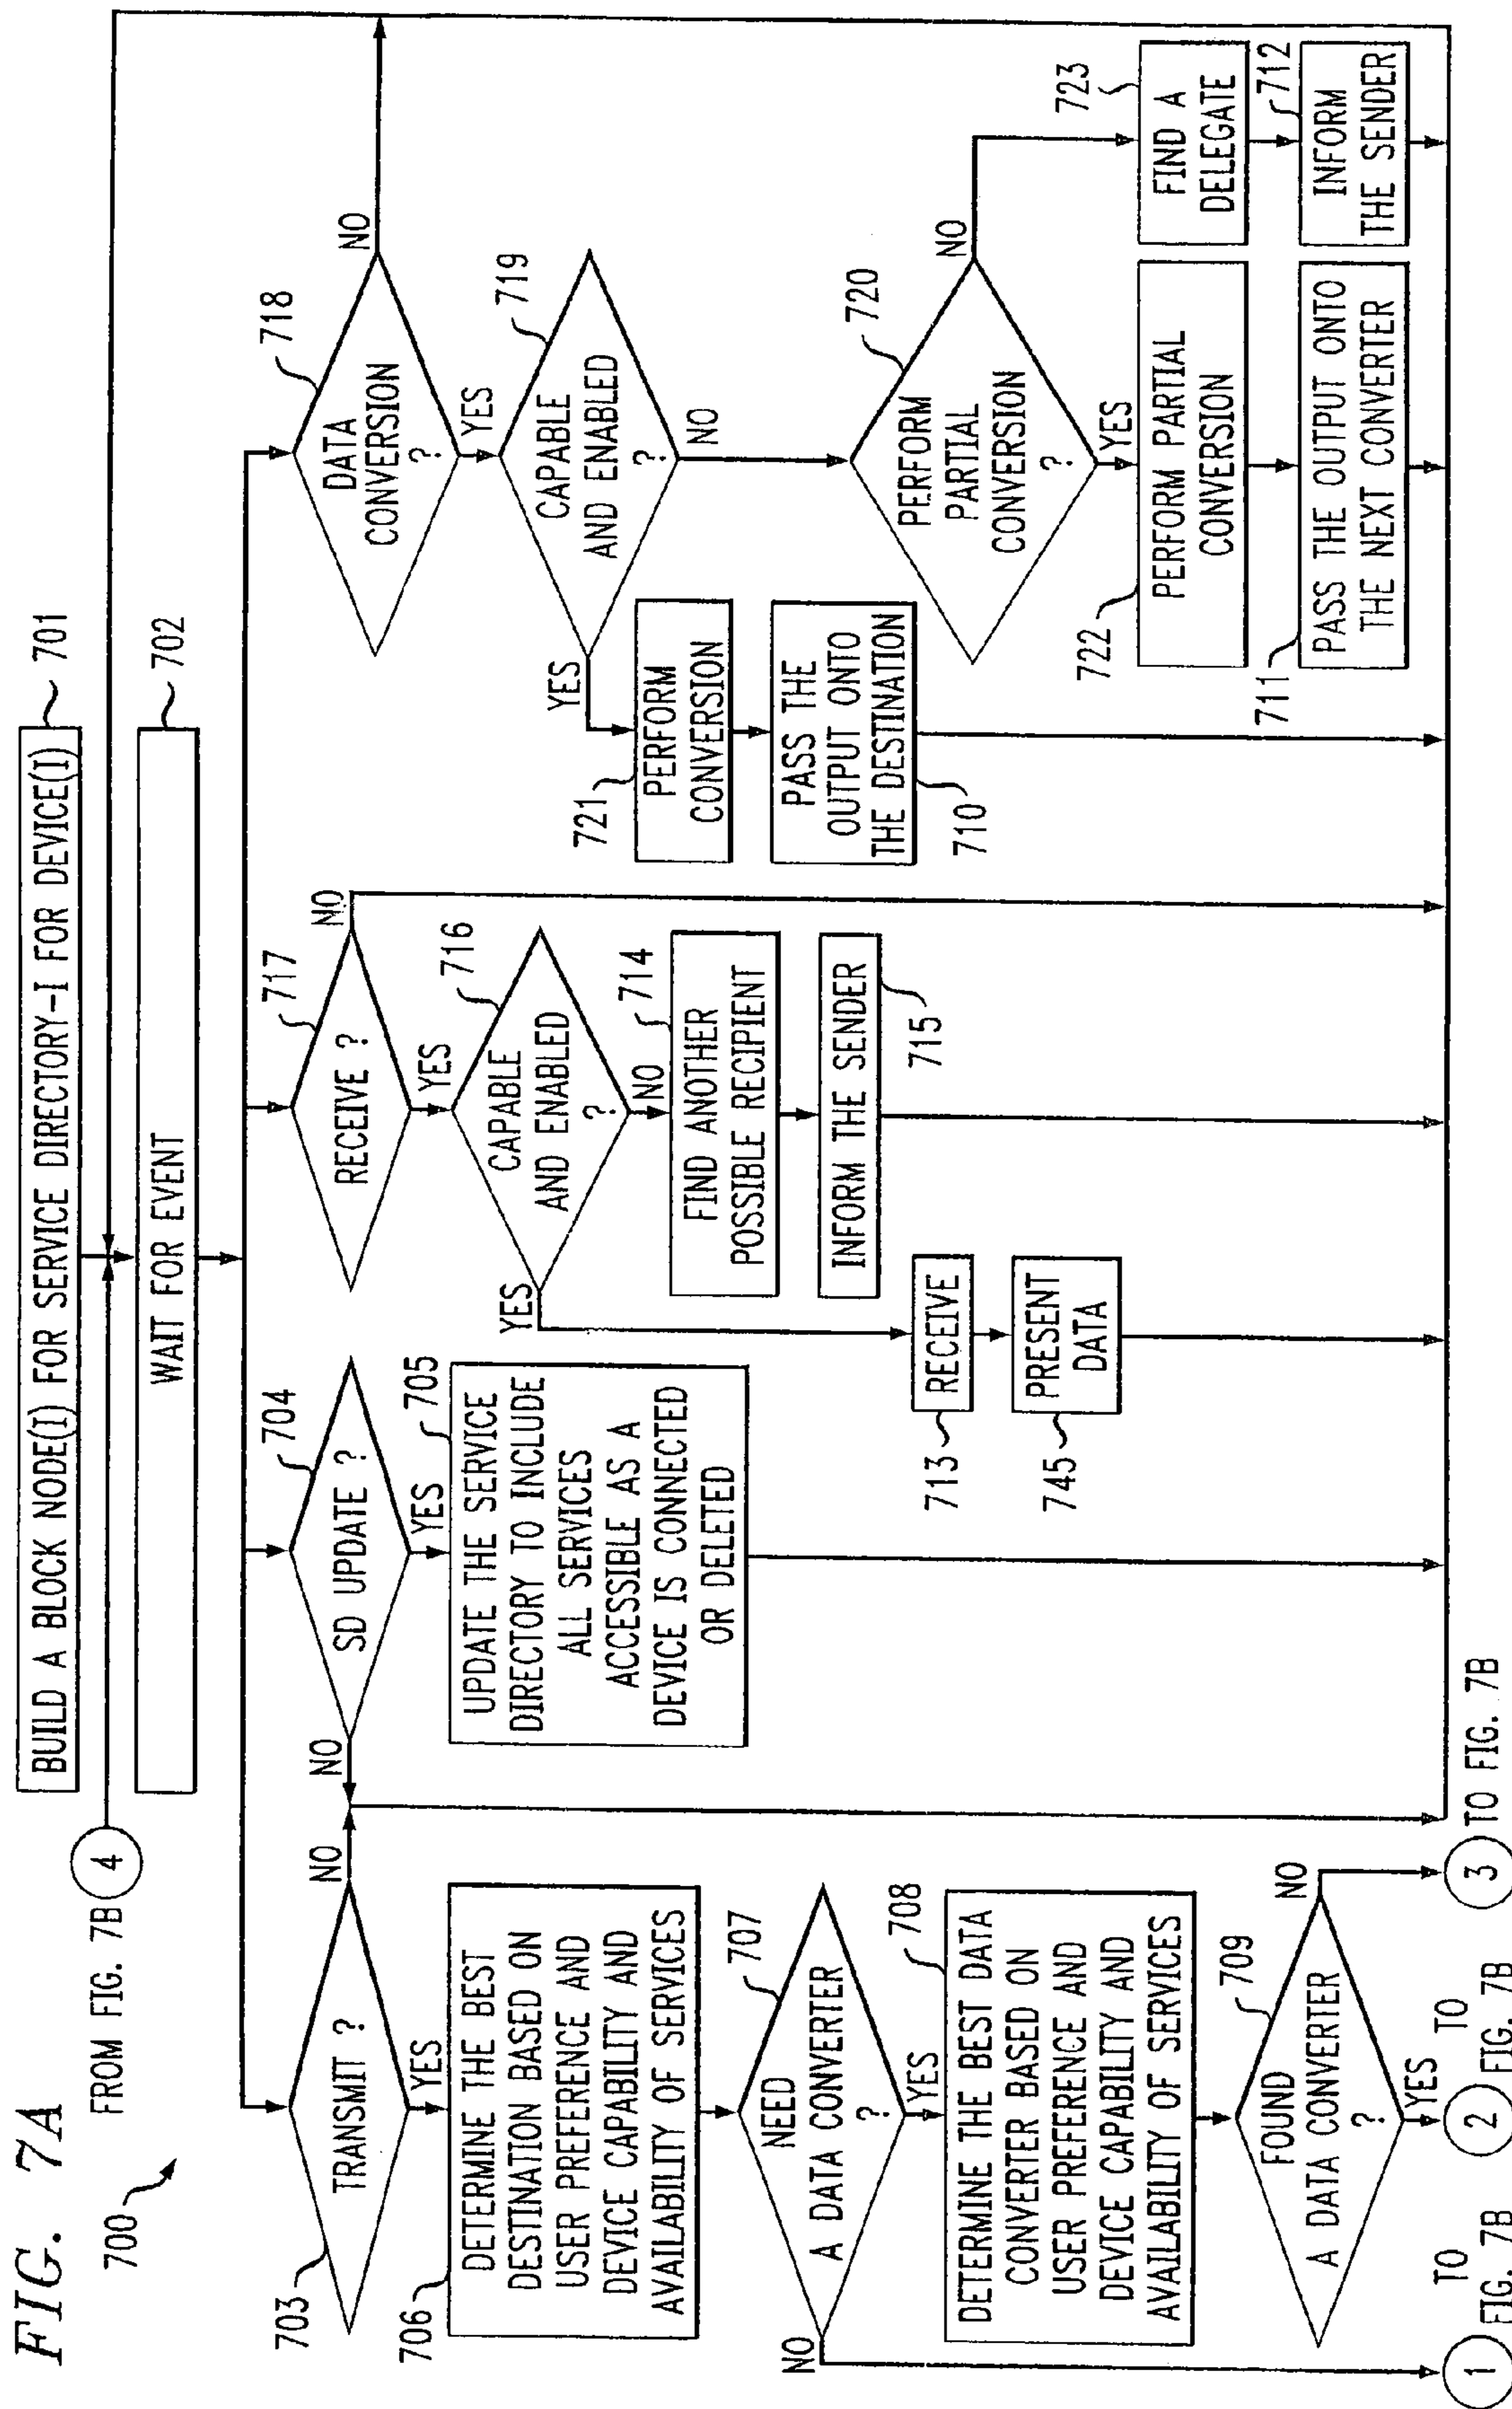 FIG. 7A
700
BUILD A BLOCK NODE(I) FOR SERVICE DIRECTORY-I FOR DEVICE(I)
701
4
FROM FIG. 7B
WAIT FOR EVENT
702
703
TRANSMIT ?
NO
YES
706
DETERMINE THE BEST
DESTINATION BASED ON
USER PREFERENCE AND
DEVICE CAPABILITY AND
AVAILABILITY OF SERVICES
707
NEED
A DATA CONVERTER
?
NO
YES
708
DETERMINE THE BEST DATA
CONVERTER BASED ON
USER PREFERENCE AND
DEVICE CAPABILITY AND
AVAILABILITY OF SERVICES
709
FOUND
A DATA CONVERTER
?
NO
YES
1
TO
FIG. 7B
2
TO
FIG. 7B
3
TO FIG. 7B
704
SD UPDATE ?
NO
YES
705
UPDATE THE SERVICE
DIRECTORY TO INCLUDE
ALL SERVICES
ACCESSIBLE AS A
DEVICE IS CONNECTED
OR DELETED
717
RECEIVE ?
NO
YES
716
CAPABLE
AND ENABLED
?
YES
NO
714
FIND ANOTHER
POSSIBLE RECIPIENT
INFORM THE SENDER
715
RECEIVE
713
PRESENT
DATA
745
718
DATA
CONVERSION
?
NO
YES
719
CAPABLE
AND ENABLED
?
YES
NO
721
PERFORM
CONVERSION
PASS THE
OUTPUT ONTO
THE DESTINATION
710
720
PERFORM
PARTIAL
CONVERSION
?
NO
YES
722
PERFORM PARTIAL
CONVERSION
711
PASS THE OUTPUT ONTO
THE NEXT CONVERTER
723
FIND A
DELEGATE
712
INFORM
THE SENDER